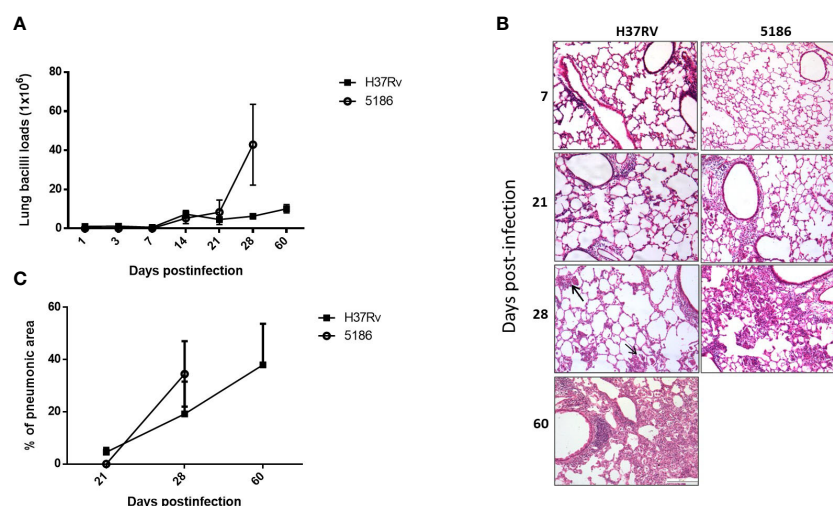 A
Lung bacilli loads (1x10⁶)
80
60
40
20
0
1 3 7 14 21 28 60
Days postinfection
H37Rv
5186
C
% of pneumonic area
60
40
20
0
21 28 60
Days postinfection
H37Rv
5186
B
H37RV 5186
Days post-infection
7
21
28
60